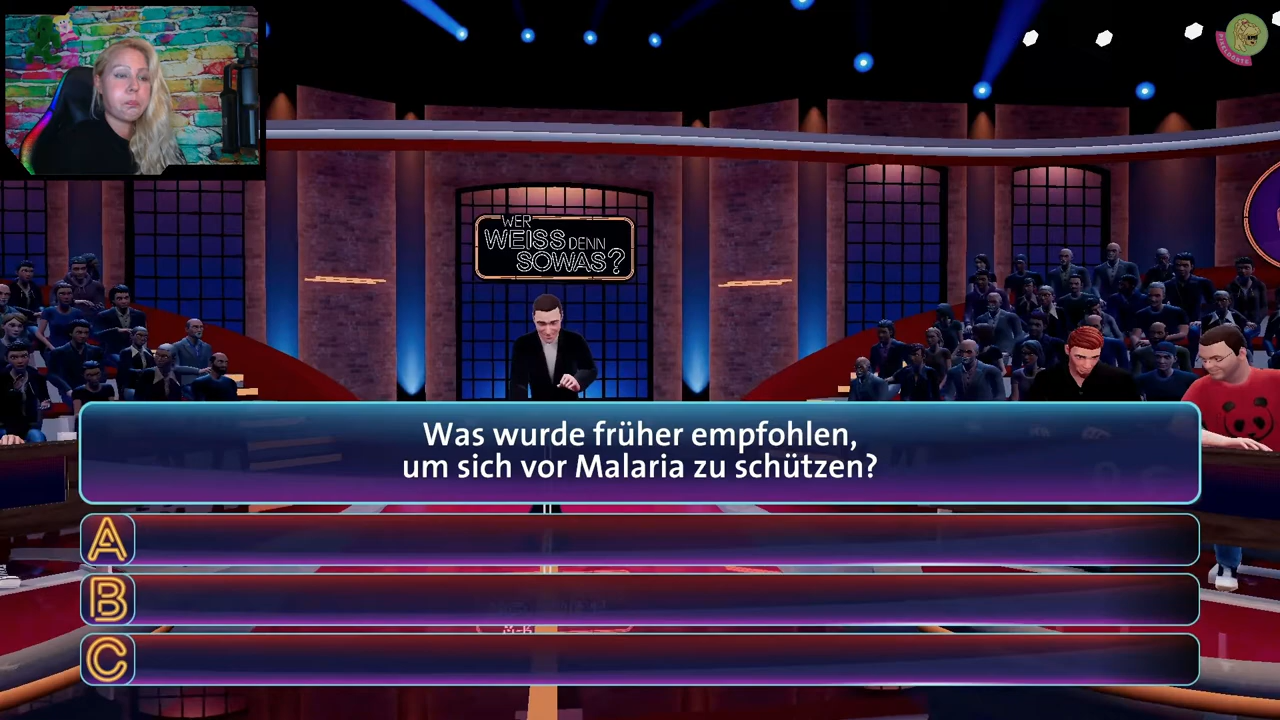 WER
WEISS DENN
SOWAS?
Was wurde früher empfohlen,
um sich vor Malaria zu schützen?
A
B
C